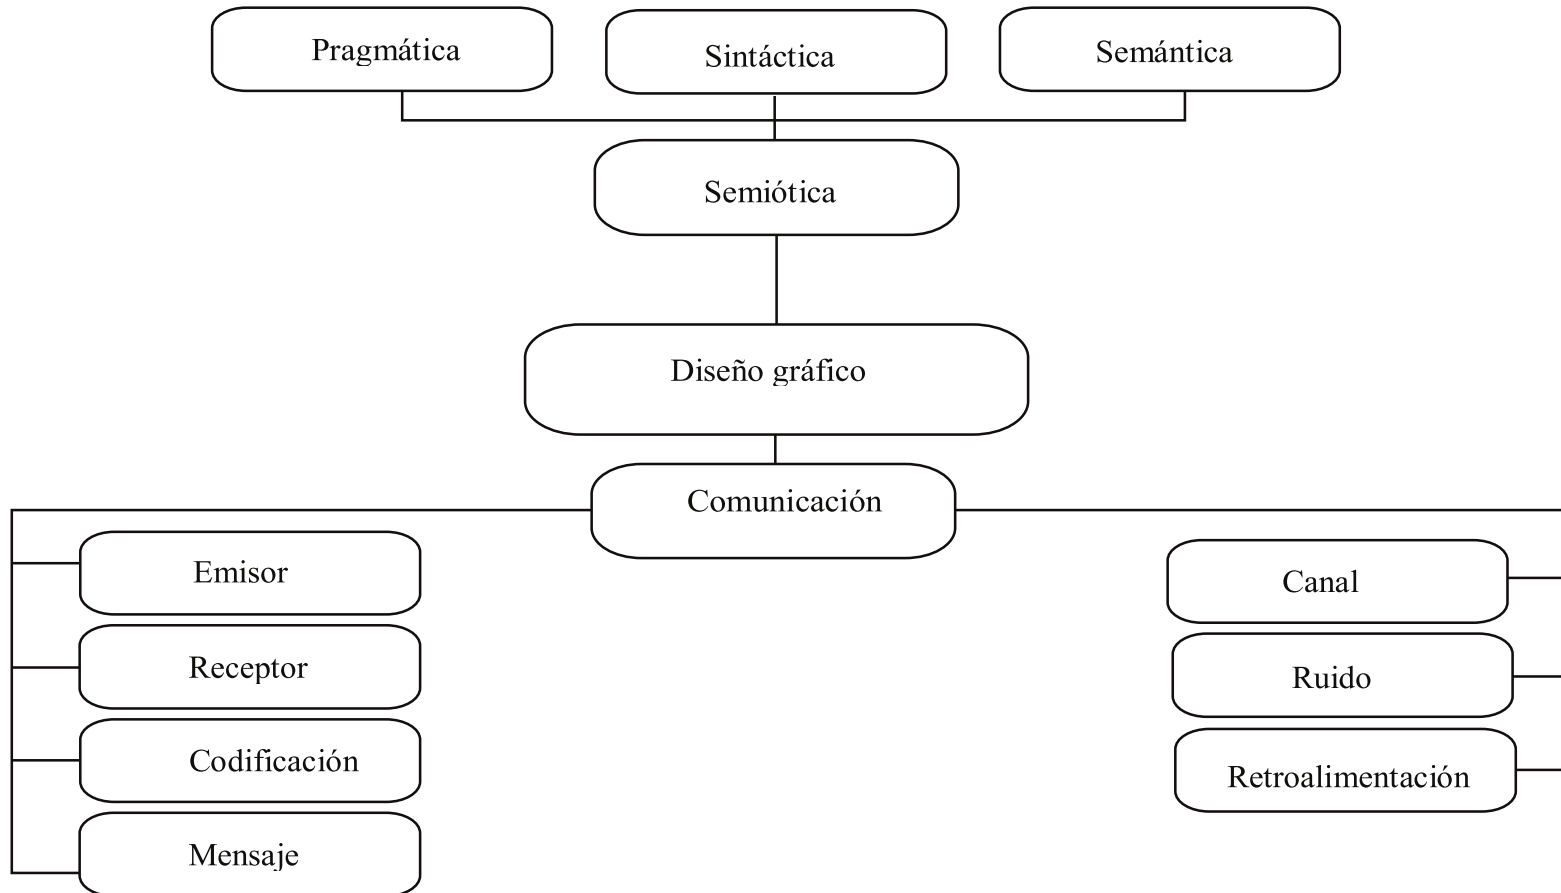 Pragmática
Sintáctica
Semántica
Semiótica
Diseño gráfico
Comunicación
Emisor
Receptor
Codificación
Mensaje
Canal
Ruido
Retroalimentación